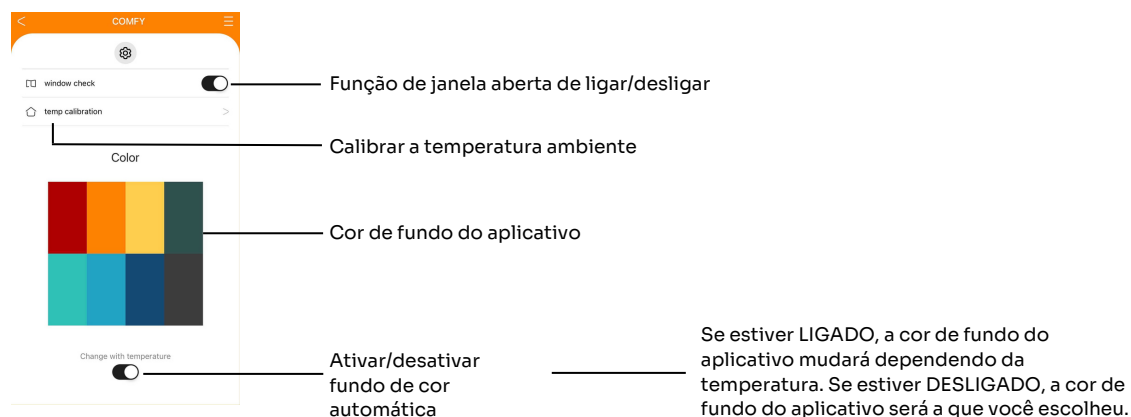 COMFY
window check
Função de janela aberta de ligar/desligar
temp calibration
Calibrar a temperatura ambiente
Color
Cor de fundo do aplicativo
Change with temperature
Ativar/desativar
fundo de cor
automática
Se estiver LIGADO, a cor de fundo do
aplicativo mudará dependendo da
temperatura. Se estiver DESLIGADO, a cor de
fundo do aplicativo será a que você escolheu.